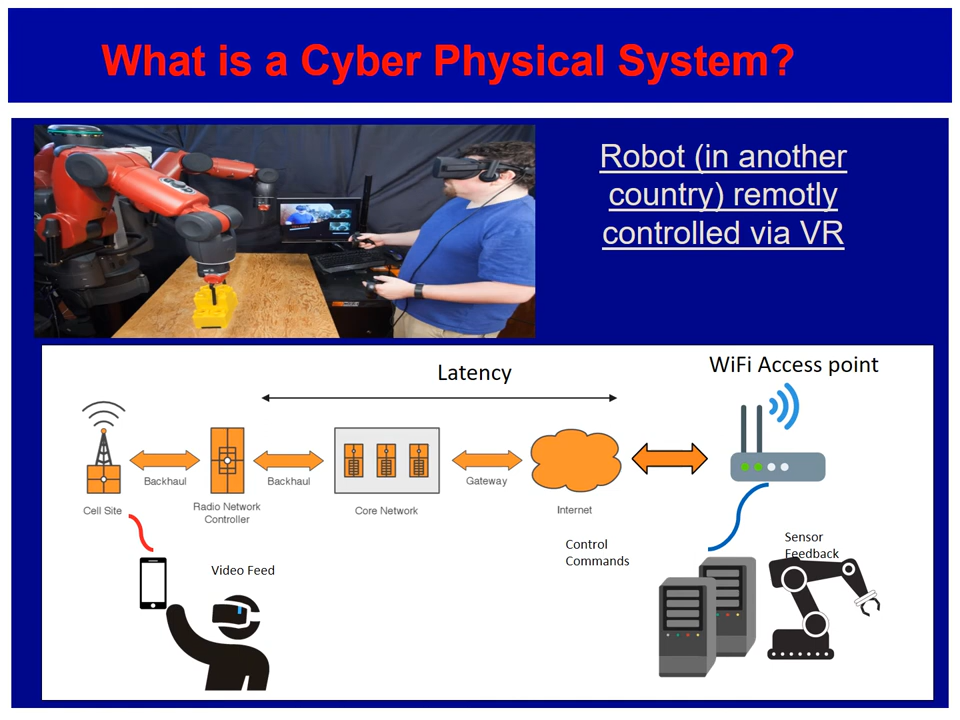 What is a Cyber Physical System?
Robot (in another
country) remotly
controlled via VR
Latency
WiFi Access point
Backhaul
Backhaul
Gateway
Cell Site
Radio Network
Controller
Core Network
Internet
Control
Commands
Sensor
Feedback
Video Feed